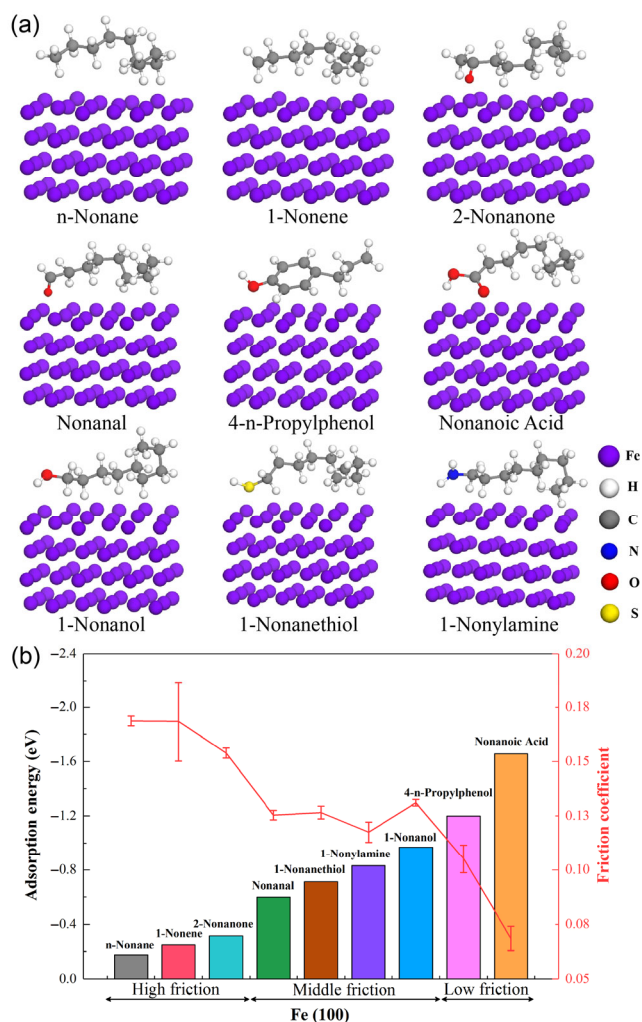 (a)
n-Nonane 1-Nonene 2-Nonanone
Nonanal 4-n-Propylphenol Nonanoic Acid
1-Nonanol 1-Nonanethiol 1-Nonylamine
Fe
H
C
N
O
S
(b)
Adsorption energy (eV)
−2.4
−2.0
−1.6
−1.2
−0.8
−0.4
0.0
n-Nonane
1-Nonene
2-Nonanone
Nonanal
1-Nonanethiol
1-Nonylamine
1-Nonanol
4-n-Propylphenol
Nonanoic Acid
0.20
0.18
0.15
0.13
0.10
0.08
0.05
Friction coefficient
High friction Middle friction Low friction
Fe (100)